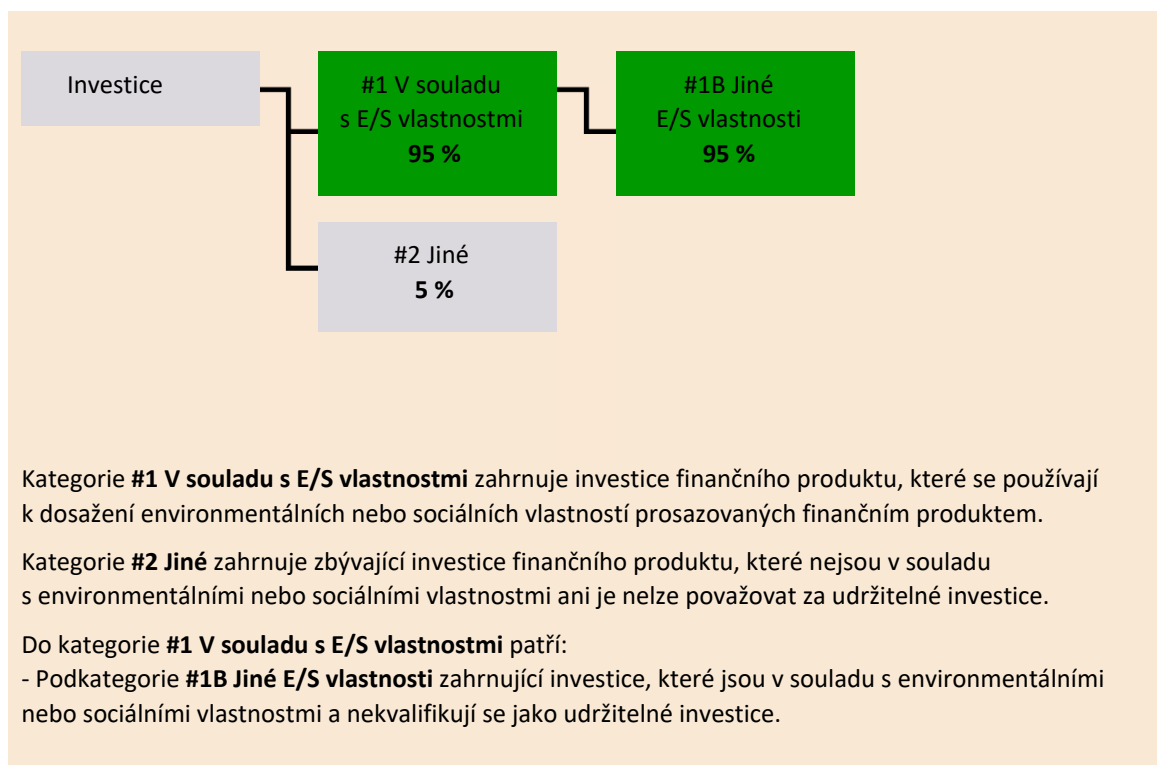 Investice
#1 V souladu
s E/S vlastnostmi
95 %
#1B Jiné
E/S vlastnosti
95 %
#2 Jiné
5 %
Kategorie #1 V souladu s E/S vlastnostmi zahrnuje investice finančního produktu, které se používají
k dosažení environmentálních nebo sociálních vlastností prosazovaných finančním produktem.
Kategorie #2 Jiné zahrnuje zbývající investice finančního produktu, které nejsou v souladu
s environmentálními nebo sociálními vlastnostmi ani je nelze považovat za udržitelné investice.
Do kategorie #1 V souladu s E/S vlastnostmi patří:
- Podkategorie #1B Jiné E/S vlastnosti zahrnující investice, které jsou v souladu s environmentálními
nebo sociálními vlastnostmi a nekvalifikují se jako udržitelné investice.